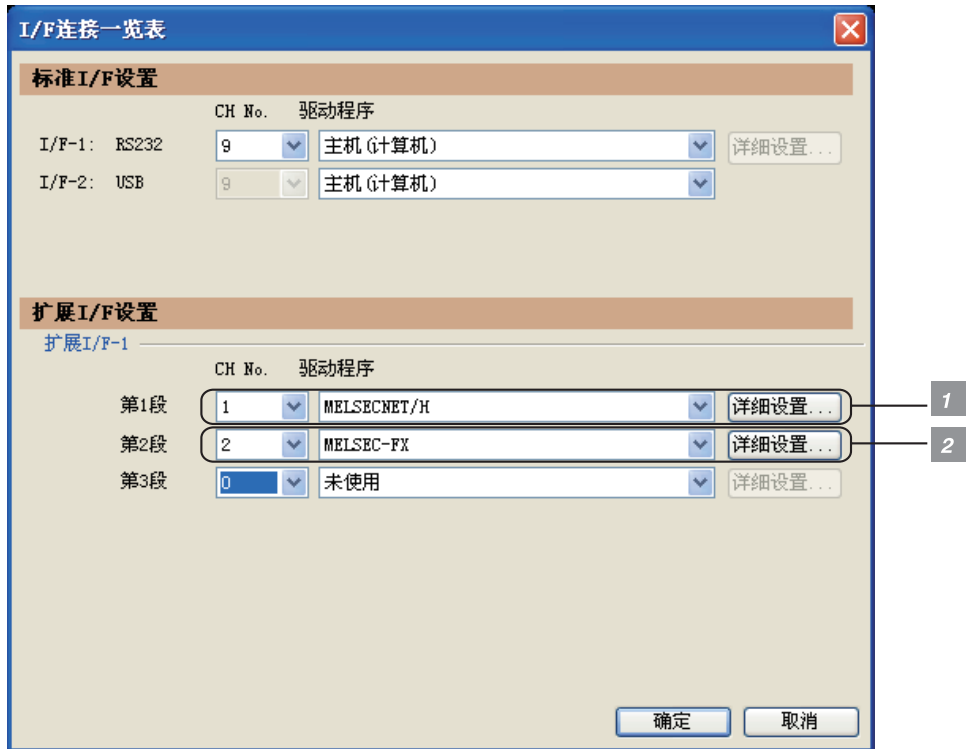 I/F连接一览表
标准I/F设置
CH No. 驱动程序
I/F-1: RS232 9 主机(计算机) 详细设置...
I/F-2: USB 9 主机(计算机)
扩展I/F设置
扩展I/F-1
CH No. 驱动程序
第1段 1 MELSECNET/H 详细设置... 1
第2段 2 MELSEC-FX 详细设置... 2
第3段 0 未使用 详细设置...
确定 取消